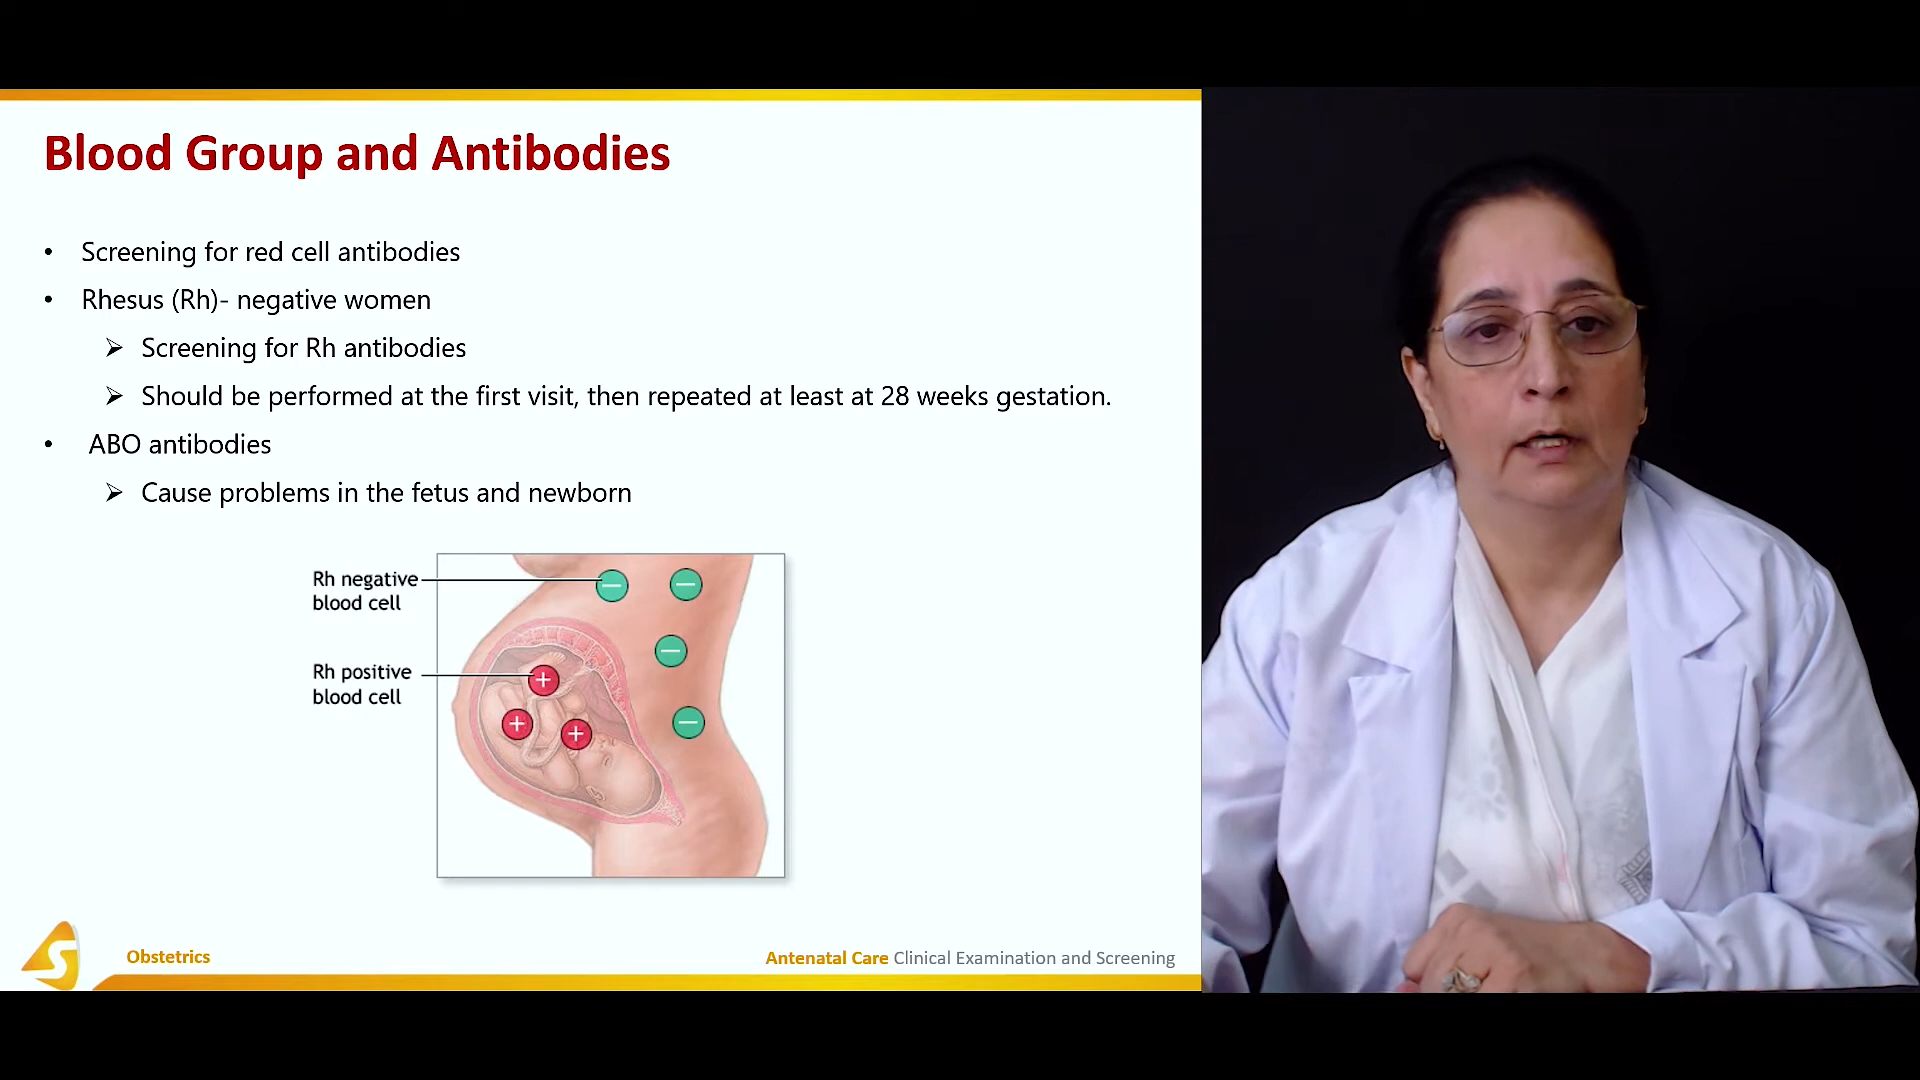 Blood Group and Antibodies
• Screening for red cell antibodies
• Rhesus (Rh)- negative women
➢ Screening for Rh antibodies
➢ Should be performed at the first visit, then repeated at least at 28 weeks gestation.
• ABO antibodies
➢ Cause problems in the fetus and newborn
Rh negative
blood cell
Rh positive
blood cell
S
Obstetrics
Antenatal Care Clinical Examination and Screening